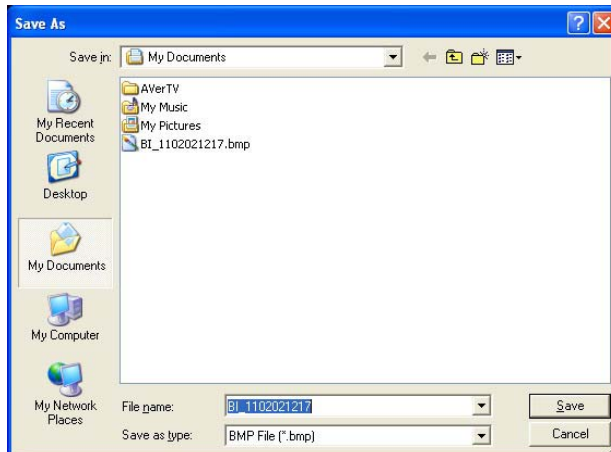 Save As
Save in:
My Documents
My Recent
Documents
Desktop
My Documents
My Computer
My Network
Places
AVerTV
My Music
My Pictures
BI_1102021217.bmp
File name:
BI_1102021217
Save
Save as type:
BMP File (*.bmp)
Cancel